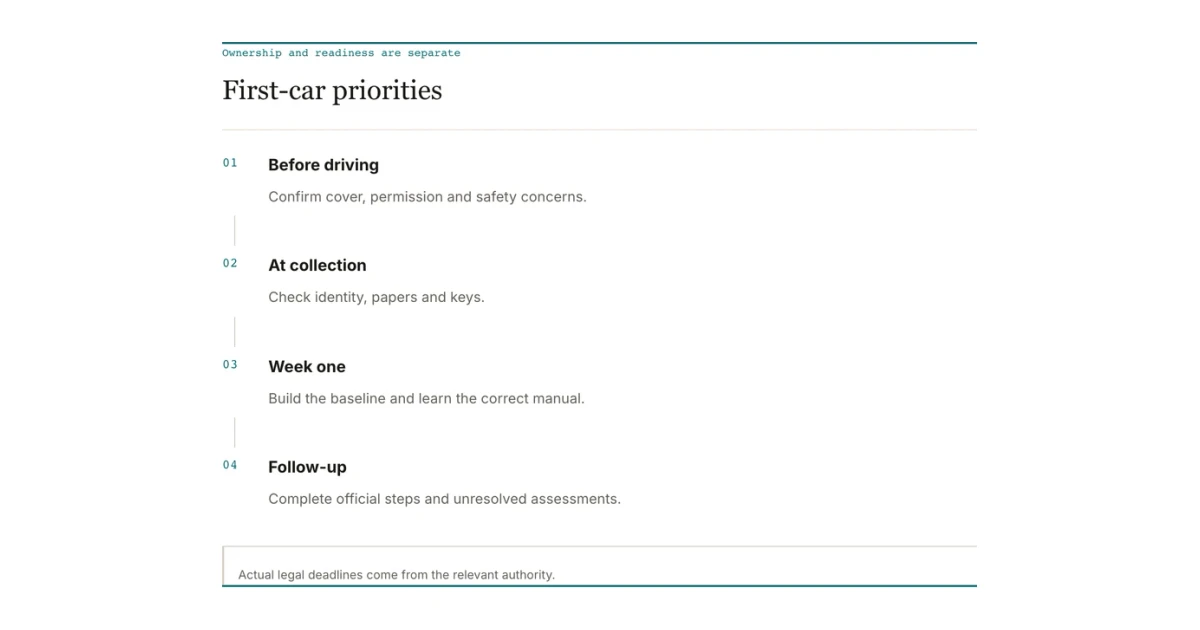 Ownership and readiness are separate
First-car priorities
01
Before driving
Confirm cover, permission and safety concerns.
02
At collection
Check identity, papers and keys.
03
Week one
Build the baseline and learn the correct manual.
04
Follow-up
Complete official steps and unresolved assessments.
Actual legal deadlines come from the relevant authority.